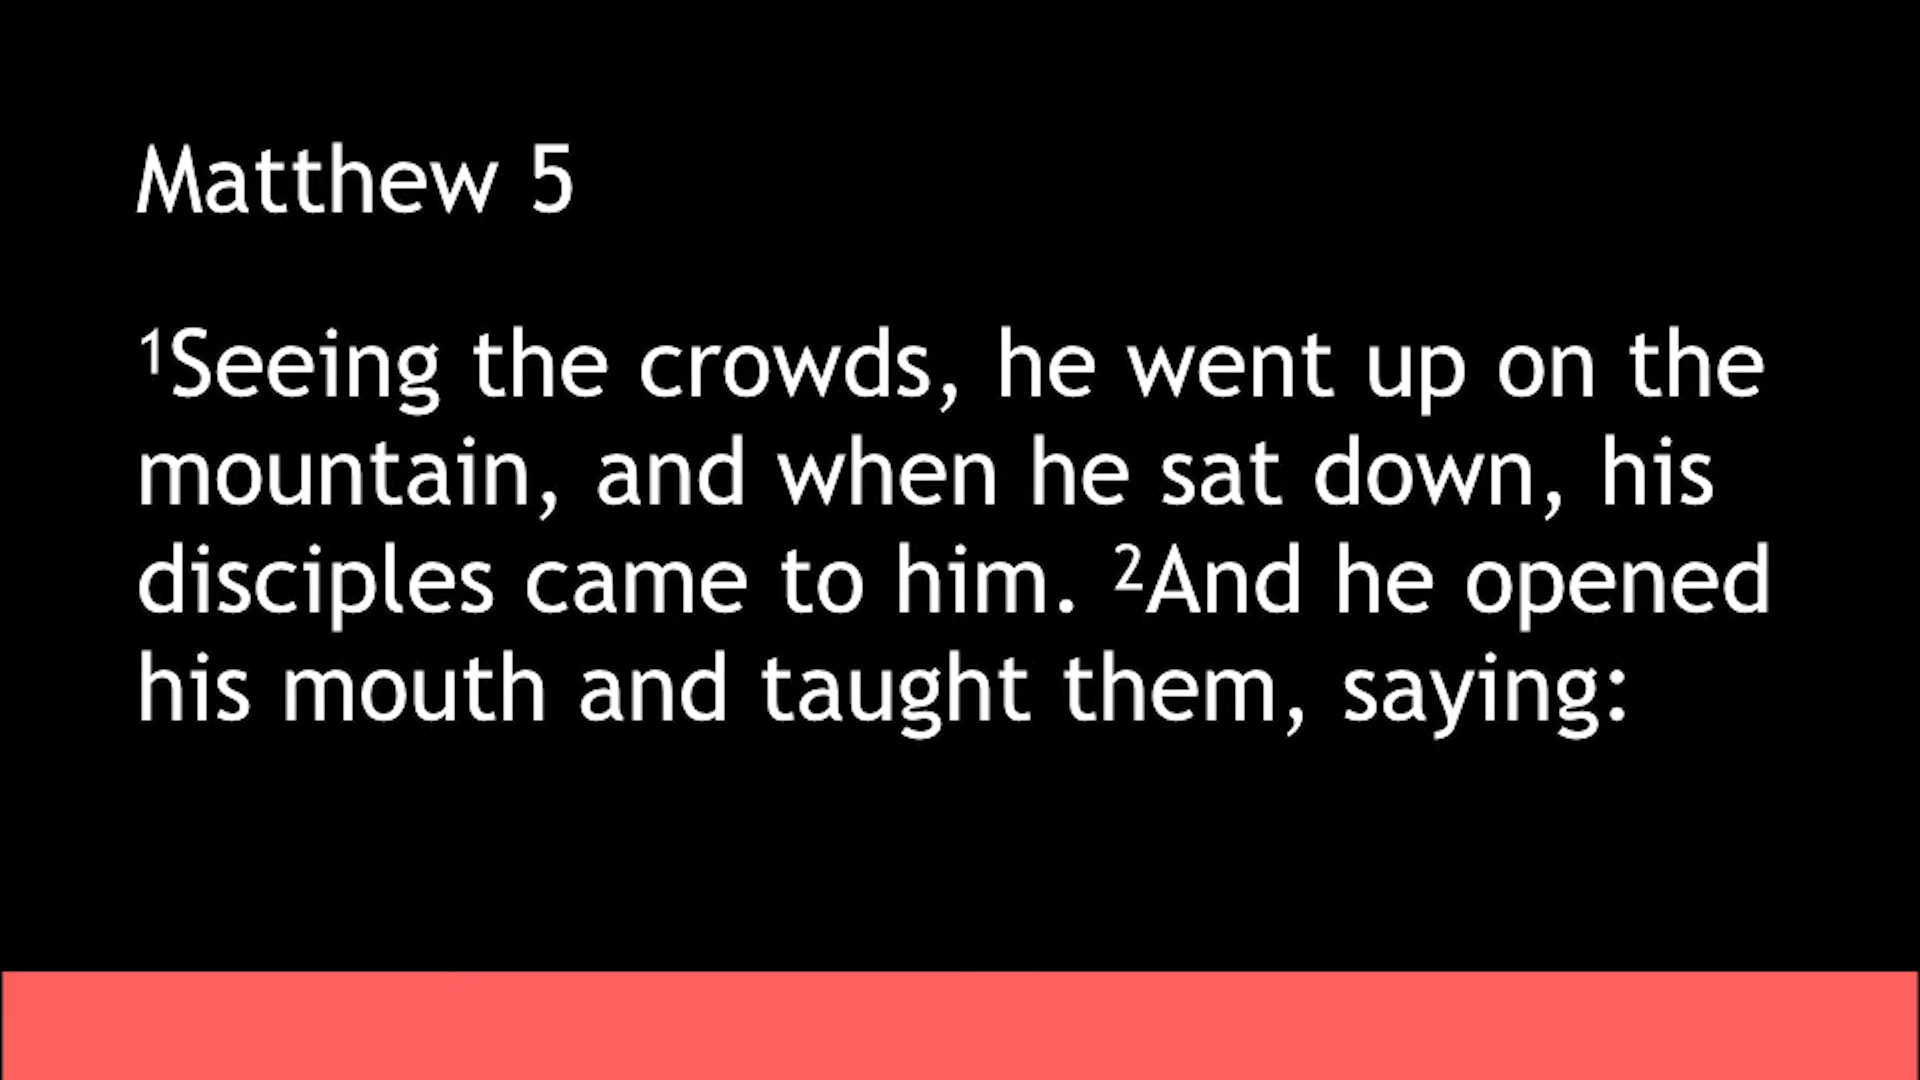 Matthew 5
¹Seeing the crowds, he went up on the
mountain, and when he sat down, his
disciples came to him. ²And he opened
his mouth and taught them, saying: